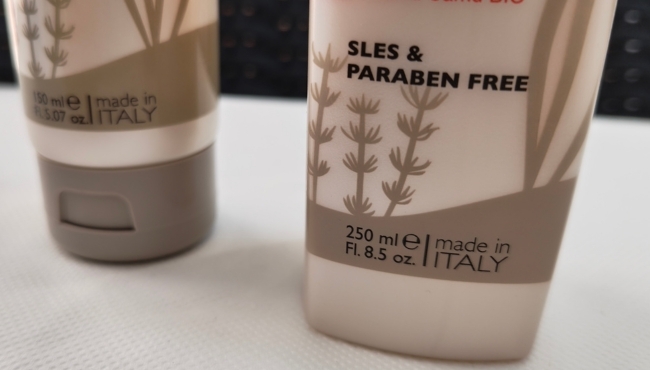 Bio
SLES &
PARABEN FREE
150 ml ℮ made in
Fl. 5.07 oz. ITALY
250 ml ℮ made in
Fl. 8.5 oz. ITALY